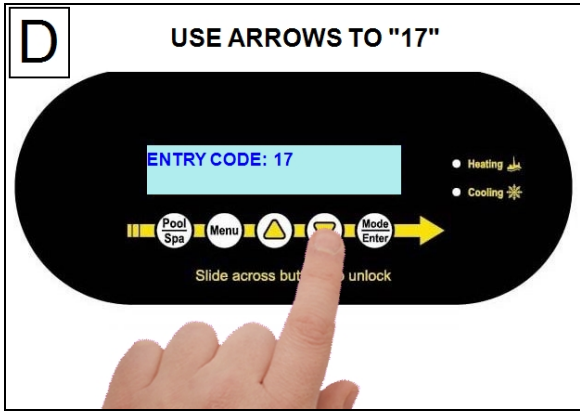 D
USE ARROWS TO "17"
ENTRY CODE: 17
Heating
Cooling
Pool
Spa
Menu
Mode
Enter
Slide across unlock